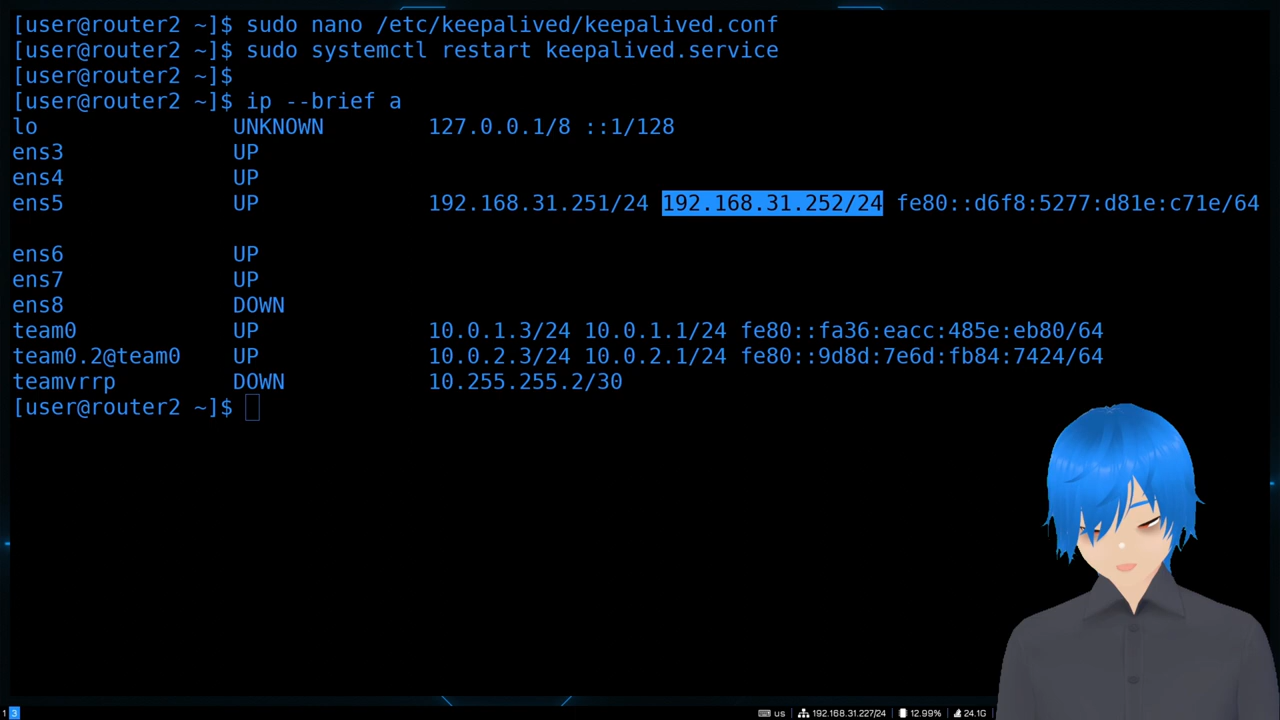 [user@router2 ~]$ sudo nano /etc/keepalived/keepalived.conf
[user@router2 ~]$ sudo systemctl restart keepalived.service
[user@router2 ~]$
[user@router2 ~]$ ip --brief a
lo UNKNOWN 127.0.0.1/8 ::1/128
ens3 UP
ens4 UP
ens5 UP 192.168.31.251/24 192.168.31.252/24 fe80::d6f8:5277:d81e:c71e/64
ens6 UP
ens7 UP
ens8 DOWN
team0 UP 10.0.1.3/24 10.0.1.1/24 fe80::fa36:eacc:485e:eb80/64
team0.2@team0 UP 10.0.2.3/24 10.0.2.1/24 fe80::9d8d:7e6d:fb84:7424/64
teamvrrp DOWN 10.255.255.2/30
[user@router2 ~]$
1 3 us 192.168.31.227/24 12.99% 24.1G